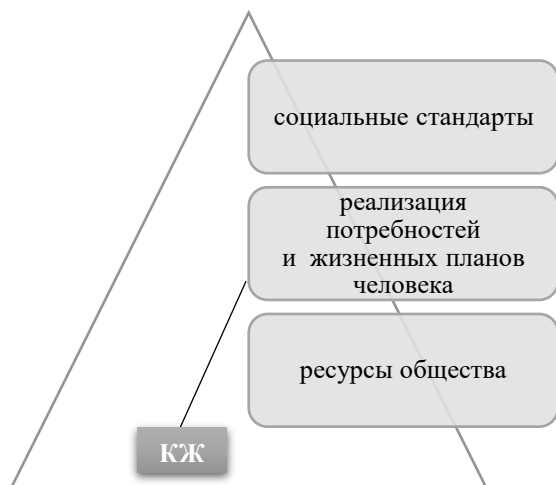 социальные стандарты
реализация
потребностей
и жизненных планов
человека
ресурсы общества
КЖ